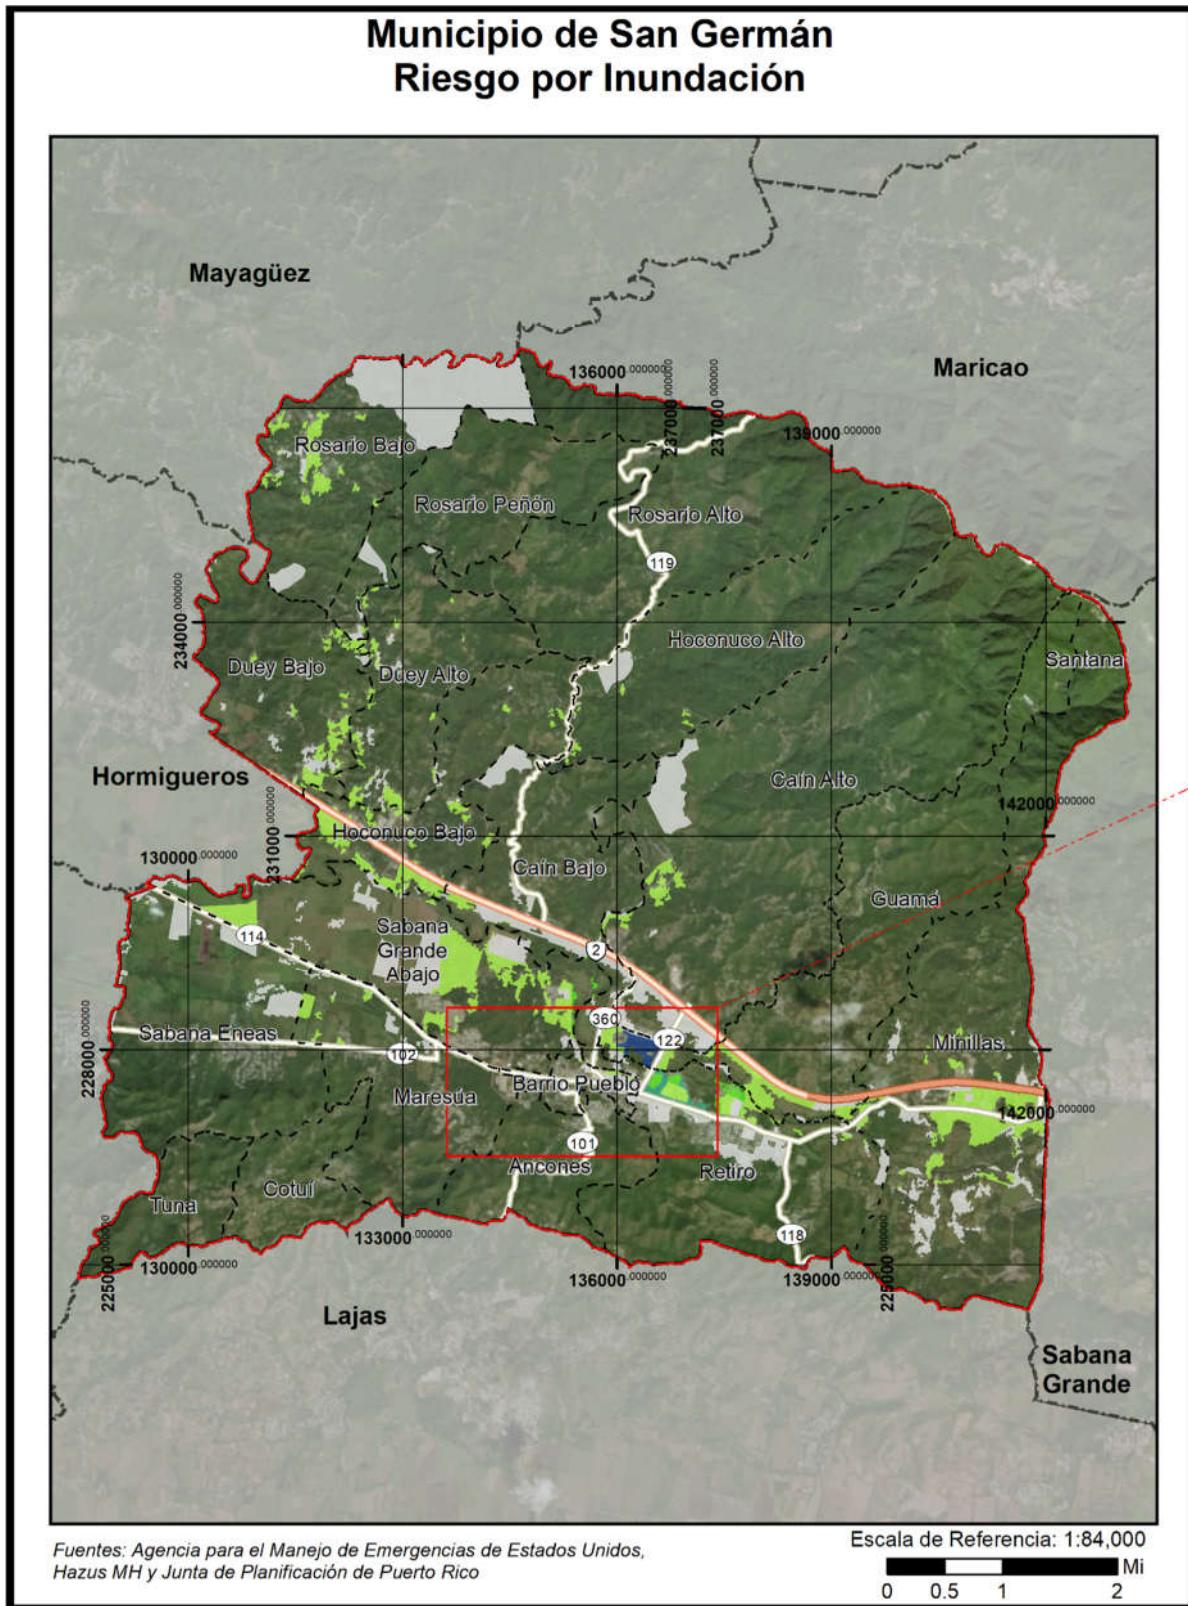 Municipio de San Germán
Riesgo por Inundación
Mayagüez
Maricao
136000.000000
237000.000000
237000.000000
139000.000000
Rosario Bajo
Rosario Peñón
Rosario Alto
119
234000.000000
Hoconuco Alto
Duey Bajo
Duey Alto
Santana
Hormigueros
Caín Alto
142000.000000
231000.000000
Hoconuco Bajo
130000.000000
Caín Bajo
Guamá
Sabana
Grande
Abajo
114
2
360
122
Sabana Eneas
102
228000.000000
Minillas
Barrio Pueblo
Maresúa
142000.000000
101
Ancones
Retiro
Cotuí
Tuna
118
133000.000000
130000.000000
225000.000000
136000.000000
139000.000000
225000.000000
Lajas
Sabana
Grande
Fuentes: Agencia para el Manejo de Emergencias de Estados Unidos,
Hazus MH y Junta de Planificación de Puerto Rico
Escala de Referencia: 1:84,000
Mi
0 0.5 1 2